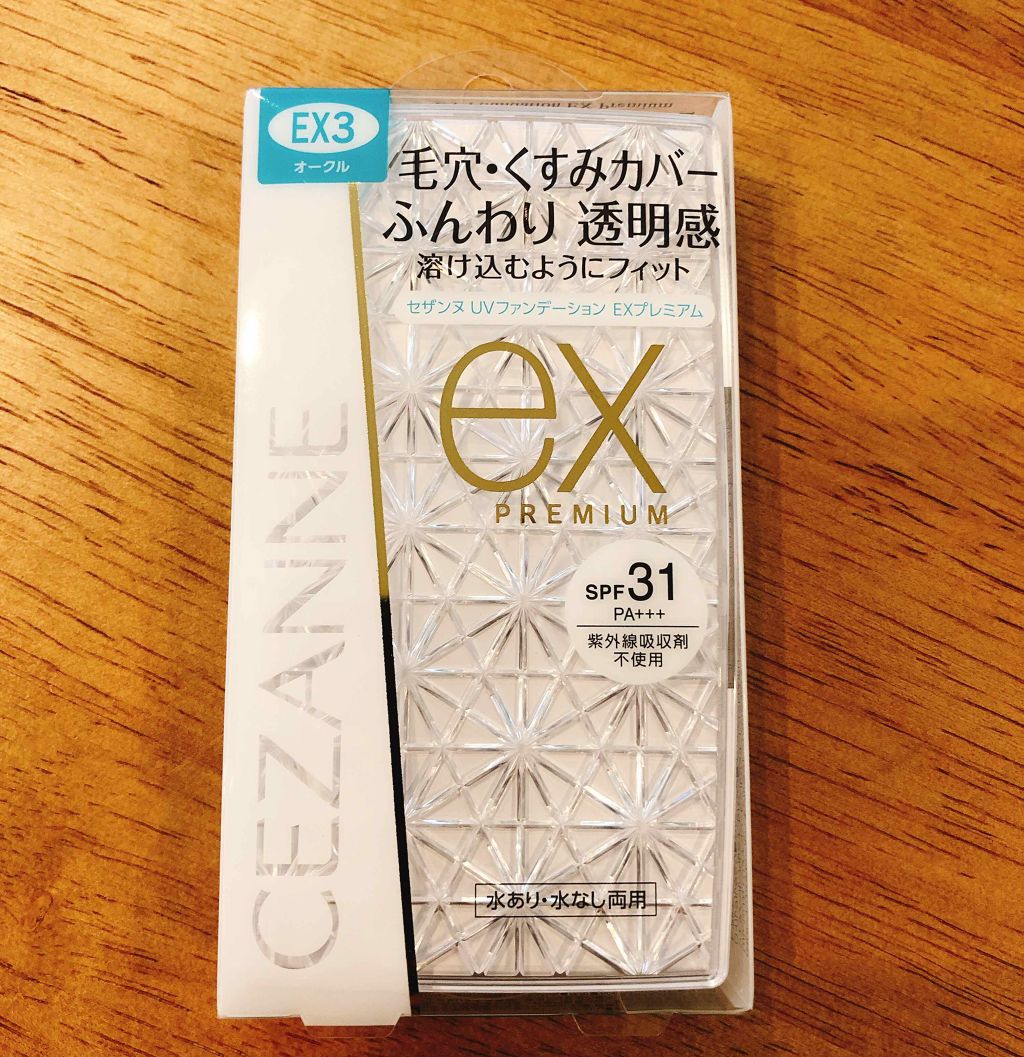 EX3
オークル
毛穴・くすみカバー
ふんわり 透明感
溶け込むようにフィット
セザンヌ UVファンデーション EXプレミアム
ex
PREMIUM
SPF31
PA+++
紫外線吸収剤
不使用
水あり・水なし両用
CEZANNE